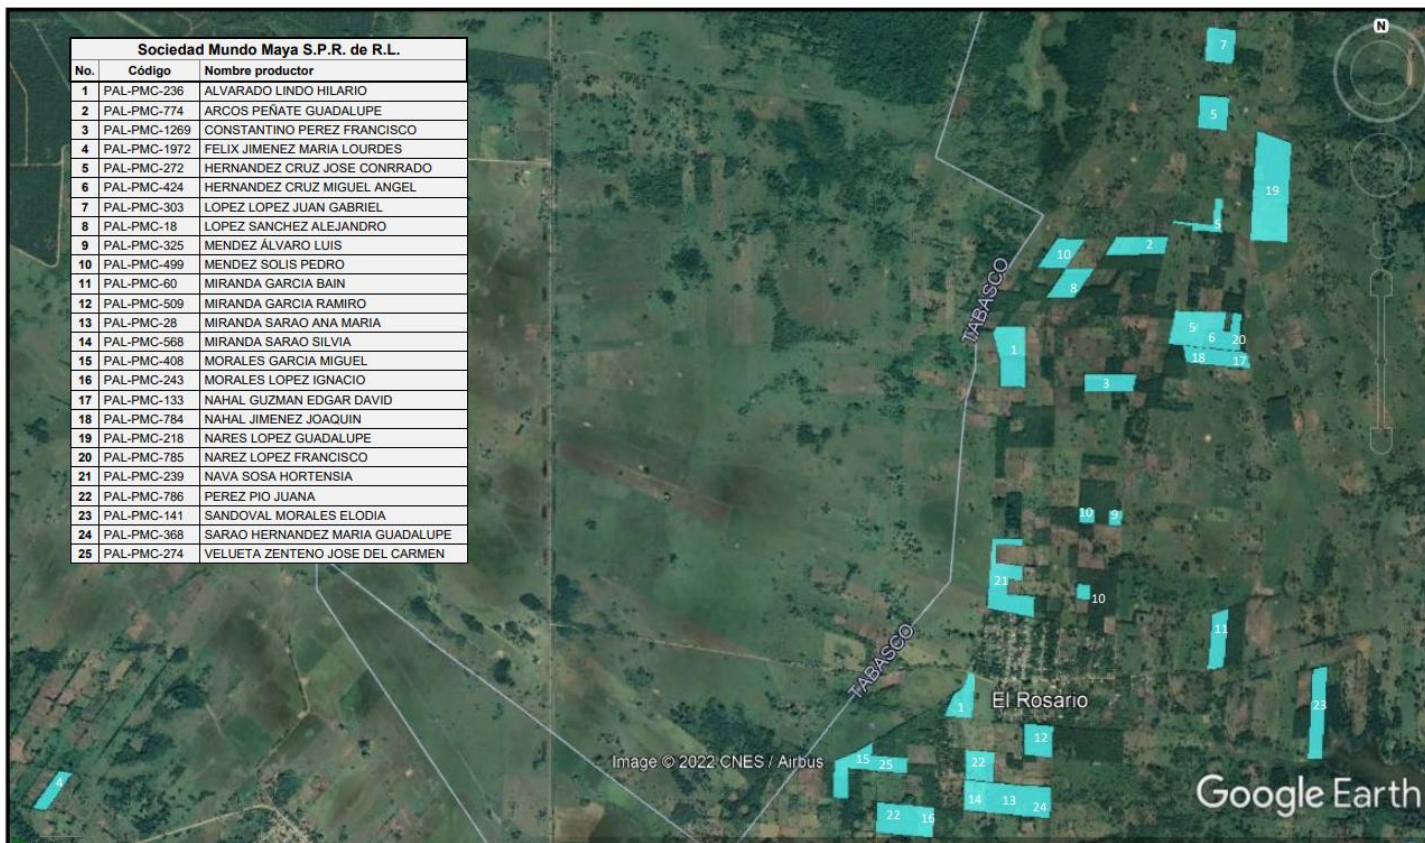 Sociedad Mundo Maya S.P.R. de R.L.
No. Código Nombre productor
1 PAL-PMC-236 ALVARADO LINDO HILARIO
2 PAL-PMC-774 ARCOS PEÑATE GUADALUPE
3 PAL-PMC-1269 CONSTANTINO PEREZ FRANCISCO
4 PAL-PMC-1972 FELIX JIMENEZ MARIA LOURDES
5 PAL-PMC-272 HERNANDEZ CRUZ JOSE CONRRADO
6 PAL-PMC-424 HERNANDEZ CRUZ MIGUEL ANGEL
7 PAL-PMC-303 LOPEZ LOPEZ JUAN GABRIEL
8 PAL-PMC-18 LOPEZ SANCHEZ ALEJANDRO
9 PAL-PMC-325 MENDEZ ÁLVARO LUIS
10 PAL-PMC-499 MENDEZ SOLIS PEDRO
11 PAL-PMC-60 MIRANDA GARCIA BAIN
12 PAL-PMC-509 MIRANDA GARCIA RAMIRO
13 PAL-PMC-28 MIRANDA SARAO ANA MARIA
14 PAL-PMC-568 MIRANDA SARAO SILVIA
15 PAL-PMC-408 MORALES GARCIA MIGUEL
16 PAL-PMC-243 MORALES LOPEZ IGNACIO
17 PAL-PMC-133 NAHAL GUZMAN EDGAR DAVID
18 PAL-PMC-784 NAHAL JIMENEZ JOAQUIN
19 PAL-PMC-218 NARES LOPEZ GUADALUPE
20 PAL-PMC-785 NAREZ LOPEZ FRANCISCO
21 PAL-PMC-239 NAVA SOSA HORTENSIA
22 PAL-PMC-786 PEREZ PIO JUANA
23 PAL-PMC-141 SANDOVAL MORALES ELODIA
24 PAL-PMC-368 SARAO HERNANDEZ MARIA GUADALUPE
25 PAL-PMC-274 VELUETA ZENTENO JOSE DEL CARMEN
N
7
5
19
5
2
10
8
TABASCO
5
6
20
18
17
1
3
10
9
21
10
11
TABASCO
El Rosario
1
23
12
Image © 2022 CNES / Airbus
15
25
22
4
14
13
24
22
16
Google Earth